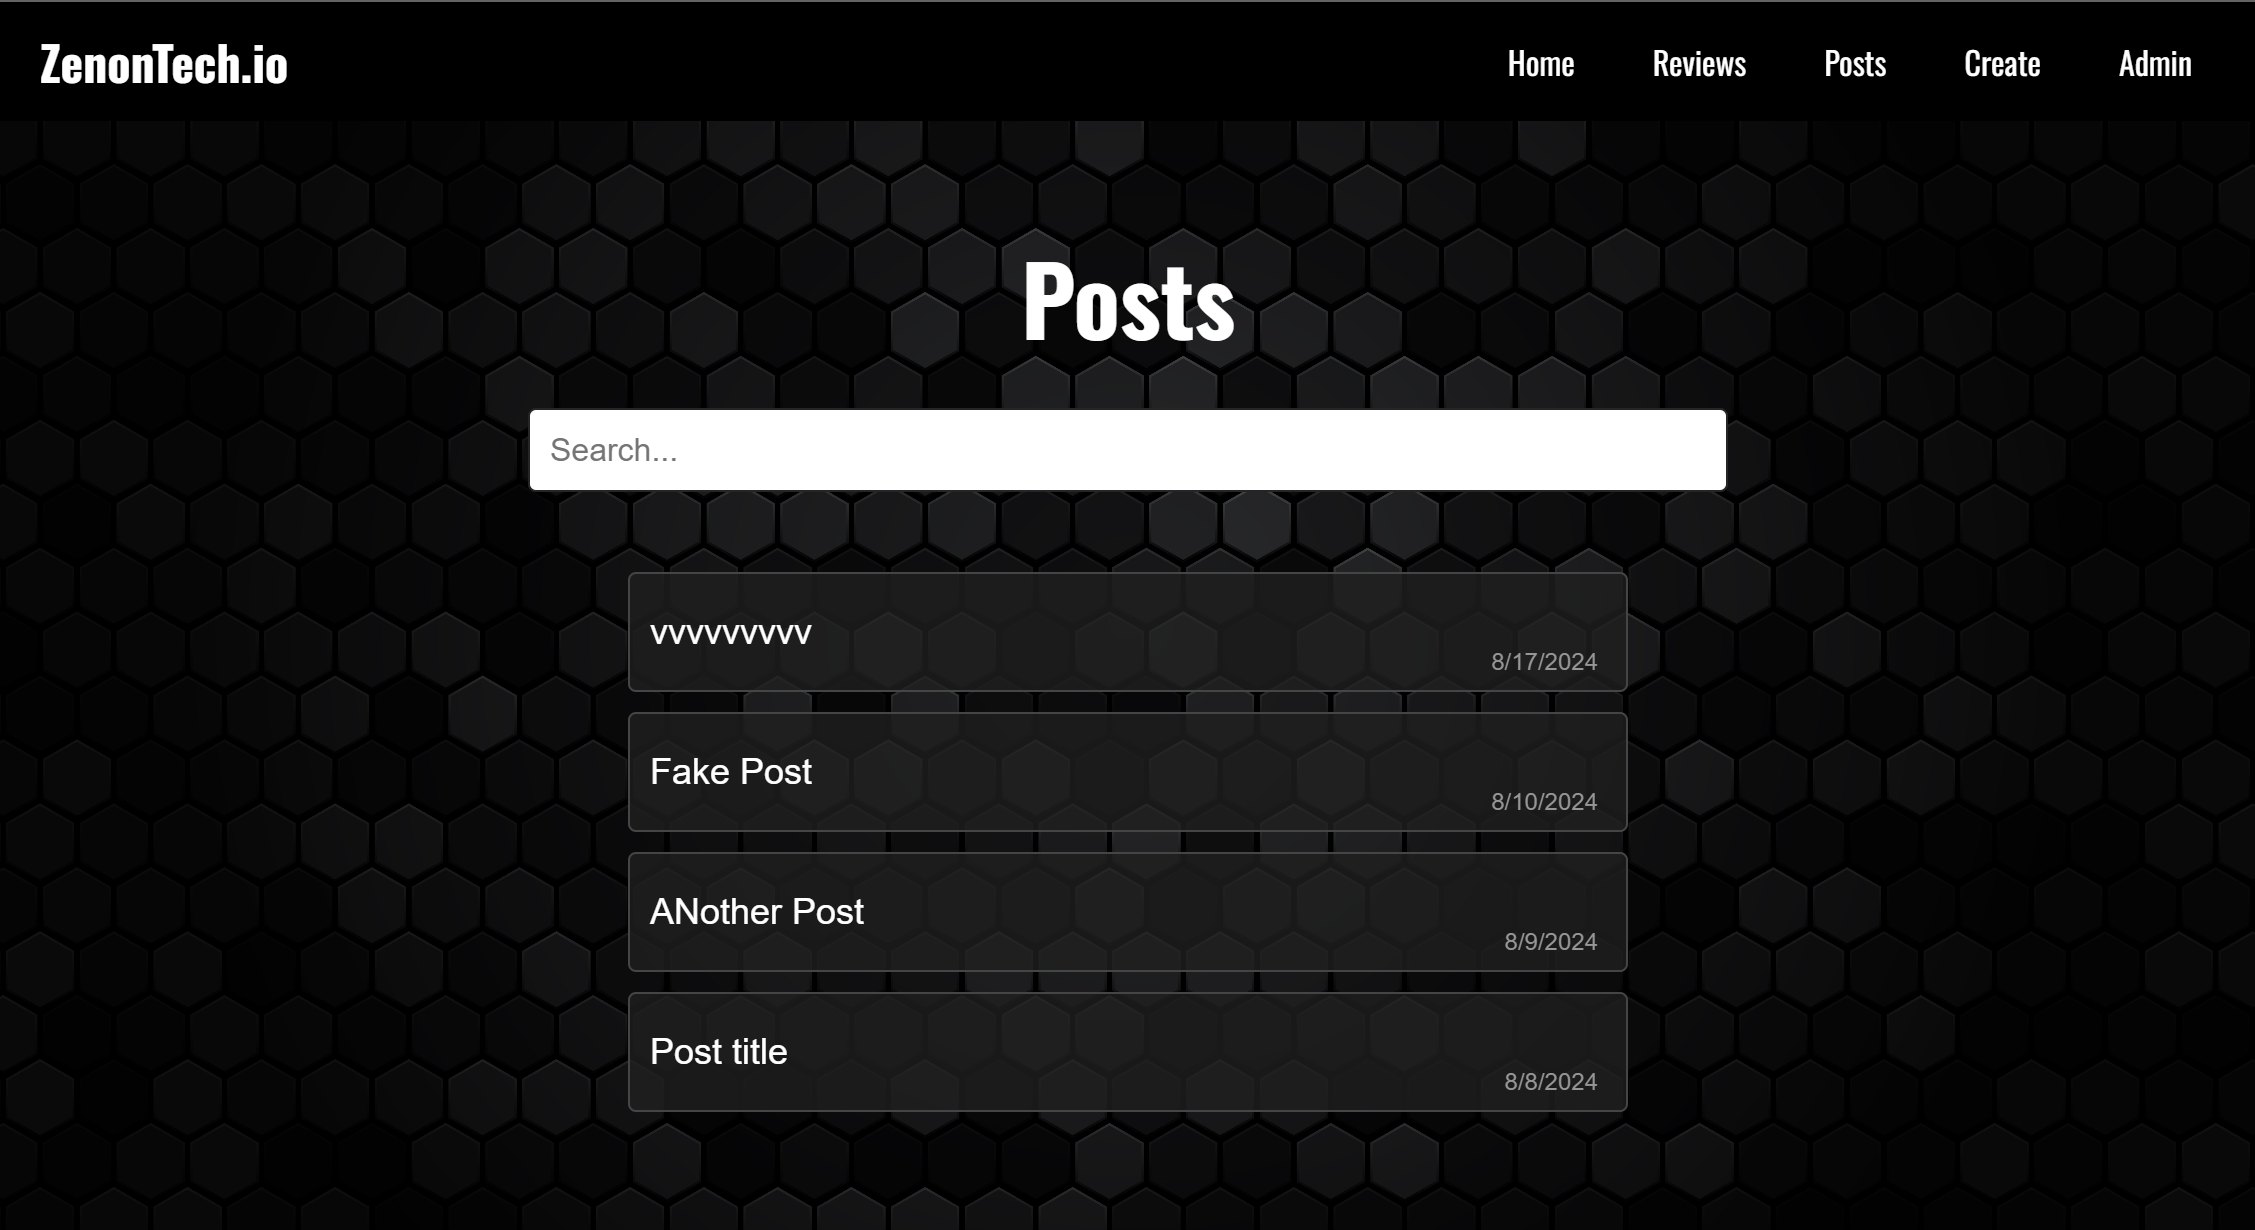 ZenonTech.io
Home Reviews Posts Create Admin
Posts
Search...
vvvvvvvvv
8/17/2024
Fake Post
8/10/2024
ANother Post
8/9/2024
Post title
8/8/2024